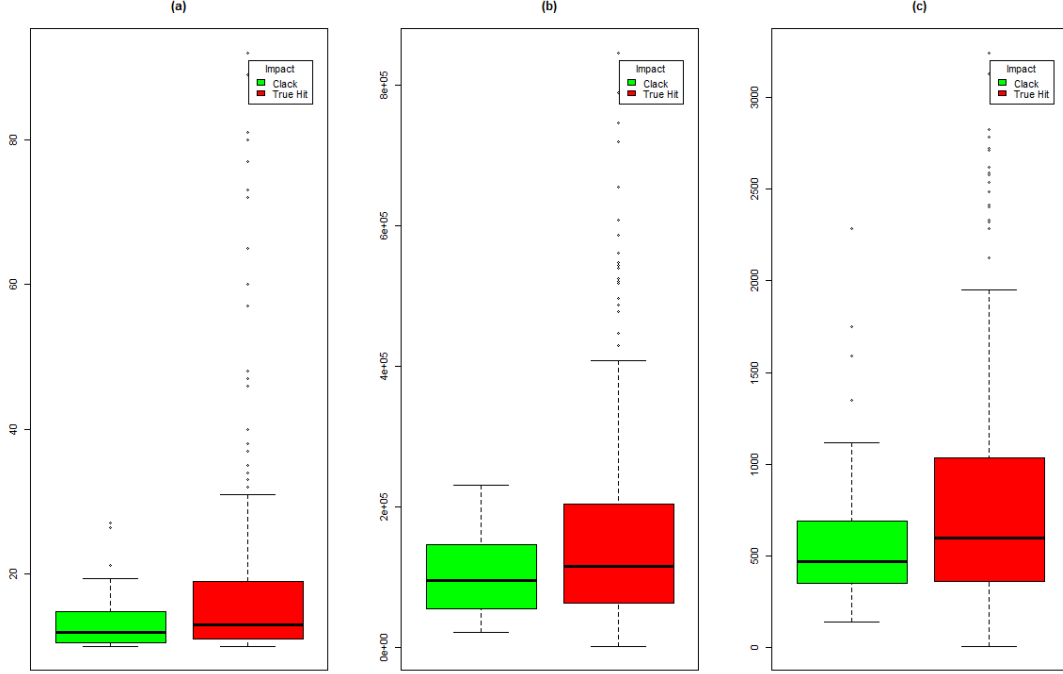 (a)
Impact
Clack
True Hit
80
60
40
20
(b)
Impact
Clack
True Hit
8e+05
6e+05
4e+05
2e+05
0e+00
(c)
Impact
Clack
True Hit
3000
2500
2000
1500
1000
500
0